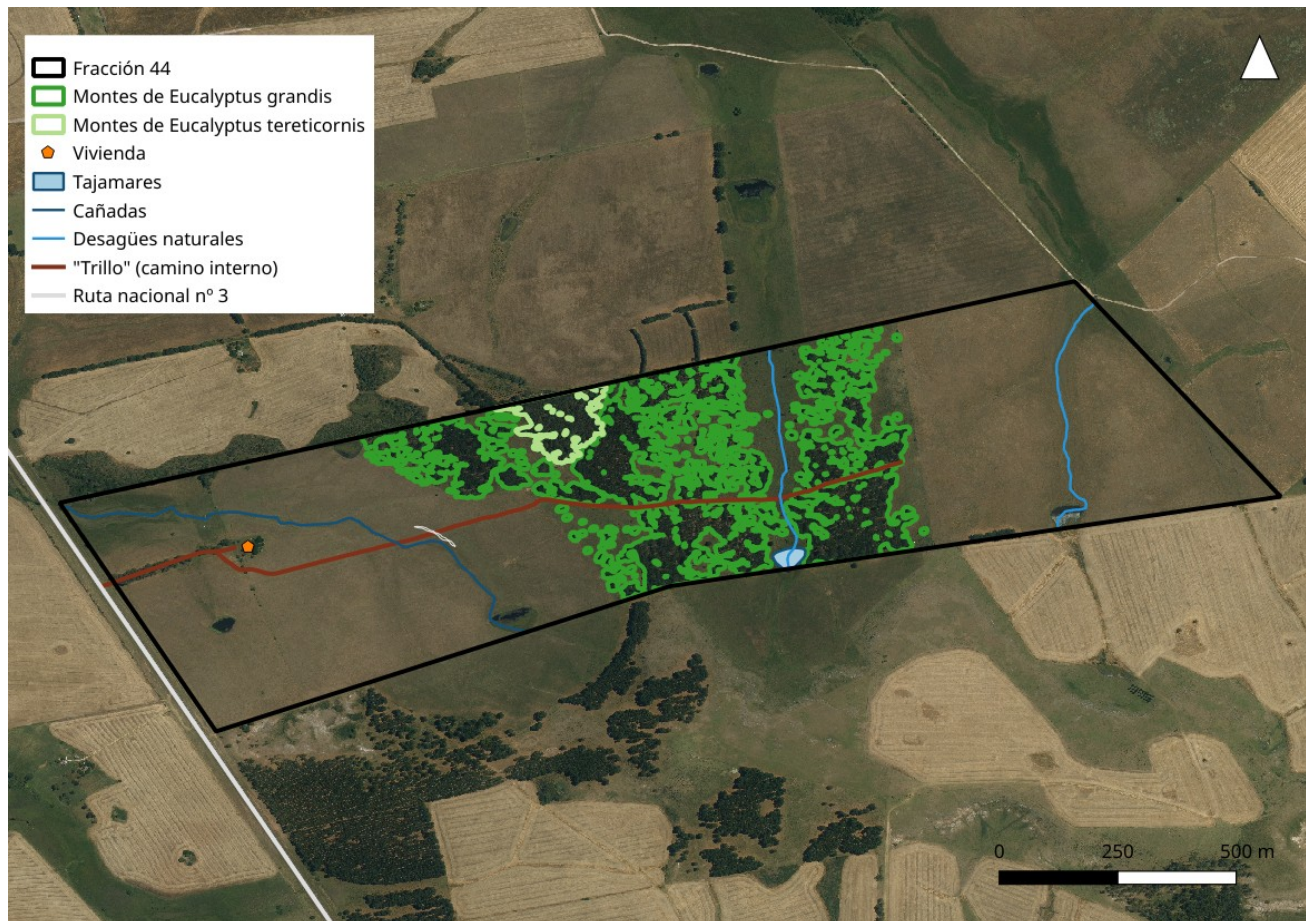 Fracción 44
Montes de Eucalyptus grandis
Montes de Eucalyptus tereticornis
Vivienda
Tajamares
Cañadas
Desagües naturales
"Trillo" (camino interno)
Ruta nacional nº 3
0 250 500 m